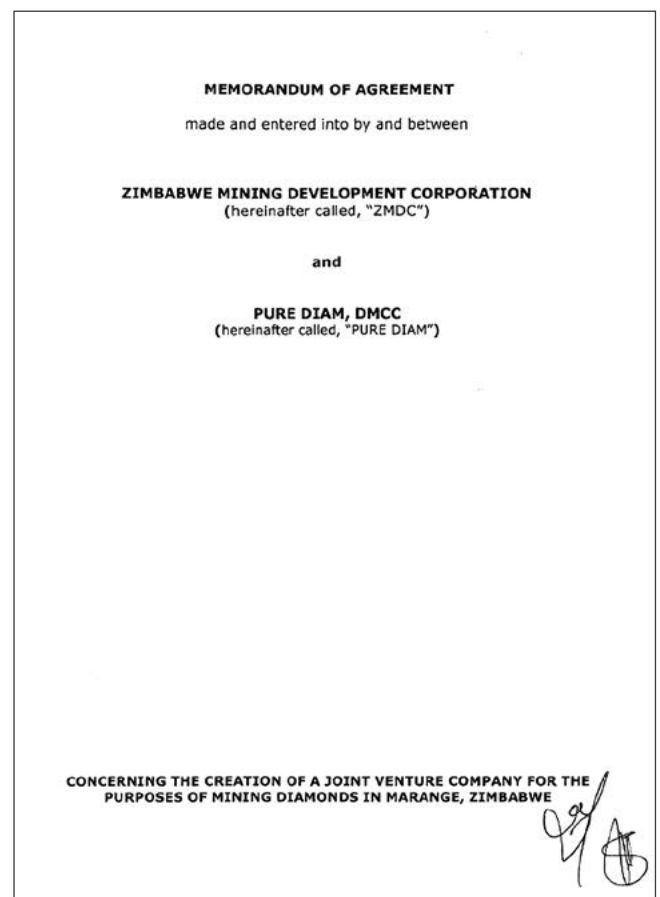 MEMORANDUM OF AGREEMENT
made and entered into by and between
ZIMBABWE MINING DEVELOPMENT CORPORATION
(hereinafter called, "ZMDC")
and
PURE DIAM, DMCC
(hereinafter called, "PURE DIAM")
CONCERNING THE CREATION OF A JOINT VENTURE COMPANY FOR THE
PURPOSES OF MINING DIAMONDS IN MARANGE, ZIMBABWE